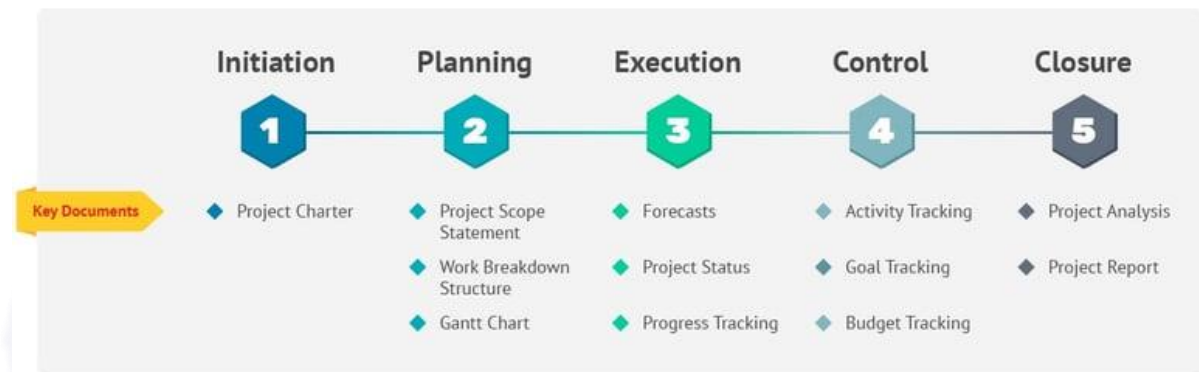 Initiation
Planning
Execution
Control
Closure
1
2
3
4
5
Key Documents
Project Charter
Project Scope
Statement
Work Breakdown
Structure
Gantt Chart
Forecasts
Project Status
Progress Tracking
Activity Tracking
Goal Tracking
Budget Tracking
Project Analysis
Project Report